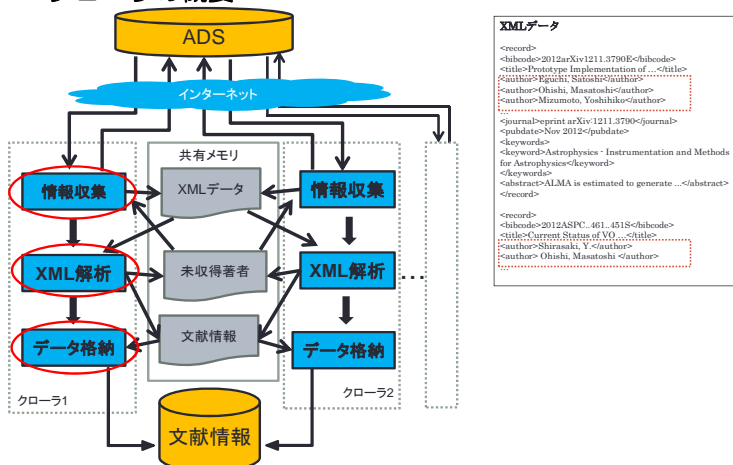 ADS
インターネット
共有メモリ
情報収集
XMLデータ
情報収集
XML解析
未取得著者
XML解析
...
データ格納
文献情報
データ格納
クローラ1
クローラ2
文献情報
XMLデータ
<record>
<bibcode>2012arXiv1211.3790E</bibcode>
<title>Prototype Implementation of …</title>
<author>Eguchi, Satoshi</author>
<author>Ohishi, Masatoshi</author>
<author>Mizumoto, Yoshihiko</author>
…
<journal>eprint arXiv:1211.3790</journal>
<pubdate>Nov 2012</pubdate>
<keywords>
<keyword>Astrophysics - Instrumentation and Methods
for Astrophysics</keyword>
</keywords>
<abstract>ALMA is estimated to generate ...</abstract>
</record>
<record>
<bibcode>2012ASPC..461..451S</bibcode>
<title>Current Status of VO …</title>
<author>Shirasaki, Y.</author>
<author> Ohishi, Masatoshi </author>
…